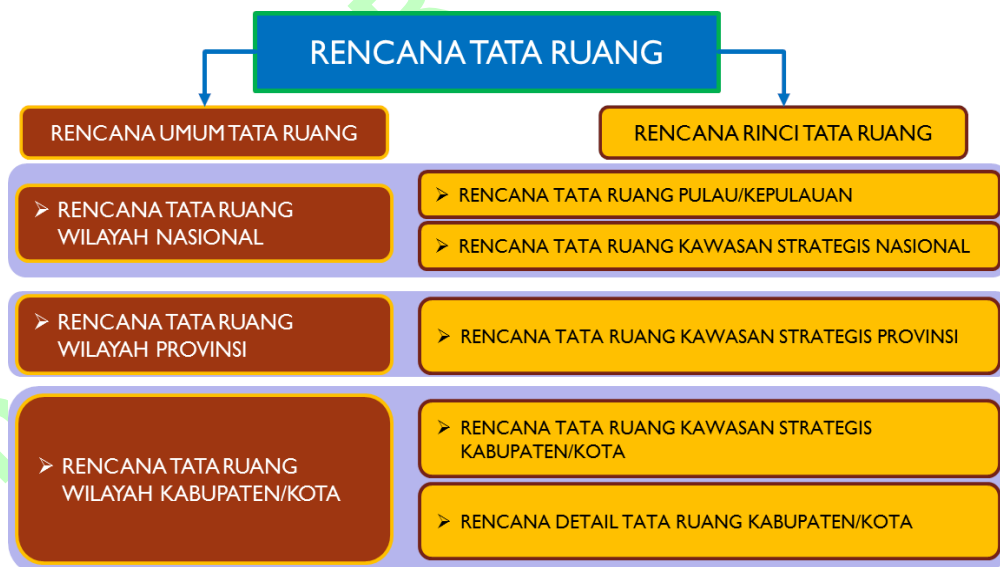 RENCANA TATA RUANG
RENCANA UMUM TATA RUANG
RENCANA RINCI TATA RUANG
➢ RENCANA TATA RUANG
WILAYAH NASIONAL
➢ RENCANA TATA RUANG PULAU/KEPULAUAN
➢ RENCANA TATA RUANG KAWASAN STRATEGIS NASIONAL
➢ RENCANA TATA RUANG
WILAYAH PROVINSI
➢ RENCANA TATA RUANG KAWASAN STRATEGIS PROVINSI
➢ RENCANA TATA RUANG
WILAYAH KABUPATEN/KOTA
➢ RENCANA TATA RUANG KAWASAN STRATEGIS
KABUPATEN/KOTA
➢ RENCANA DETAIL TATA RUANG KABUPATEN/KOTA